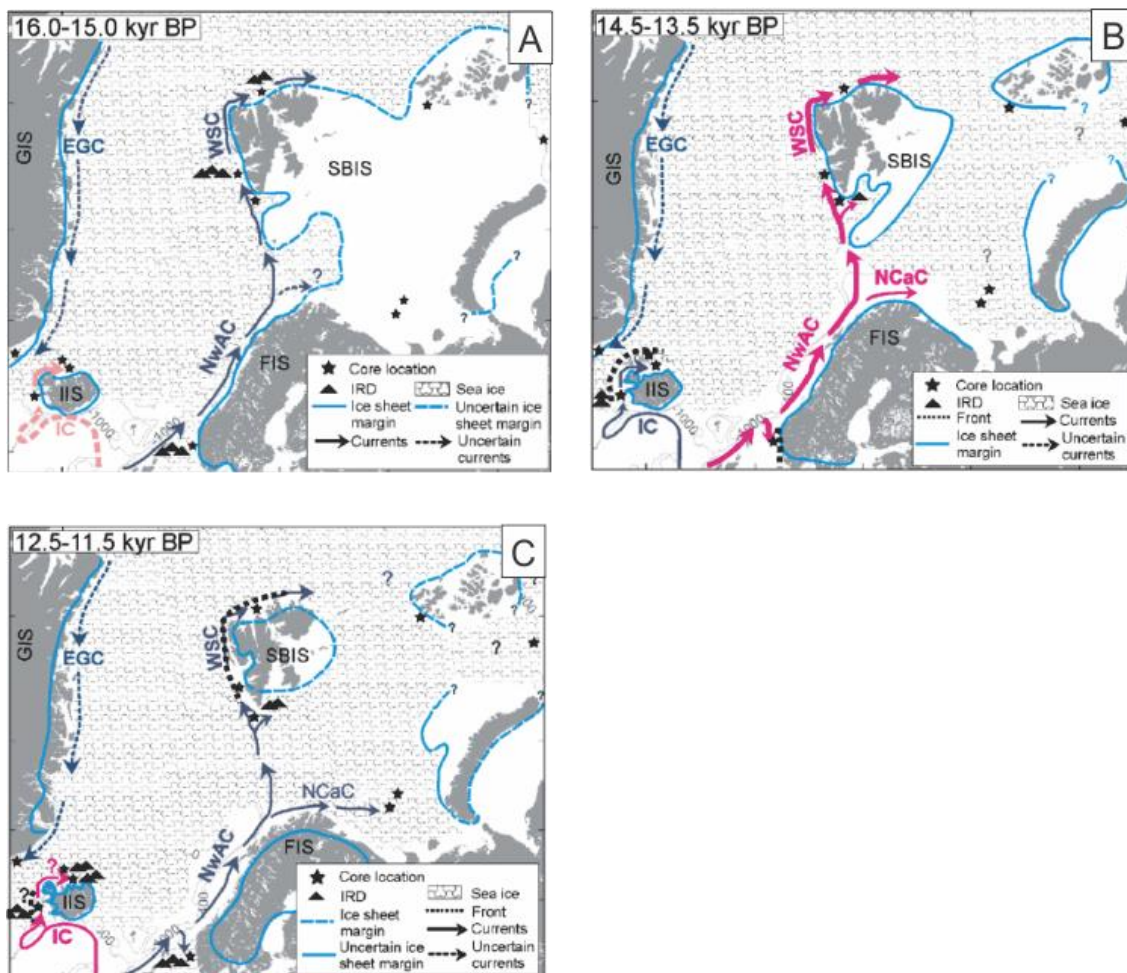 16.0-15.0 kyr BP
A
GIS
EGC
WSC
SBIS
?
?
?
?
NwAC
FIS
IIS
IC
1000
Core location
IRD
Sea ice
Ice sheet margin
Uncertain ice sheet margin
Currents
Uncertain currents
14.5-13.5 kyr BP
B
GIS
EGC
WSC
SBIS
?
?
?
?
?
NCaC
NwAC
FIS
IIS
IC
1000
Core location
IRD
Sea ice
Front
Currents
Ice sheet margin
Uncertain currents
12.5-11.5 kyr BP
C
GIS
EGC
WSC
SBIS
?
?
?
?
?
NCaC
NwAC
FIS
?
?
IIS
IC
Core location
IRD
Sea ice
Ice sheet margin
Front
Currents
Uncertain ice sheet margin
Uncertain currents